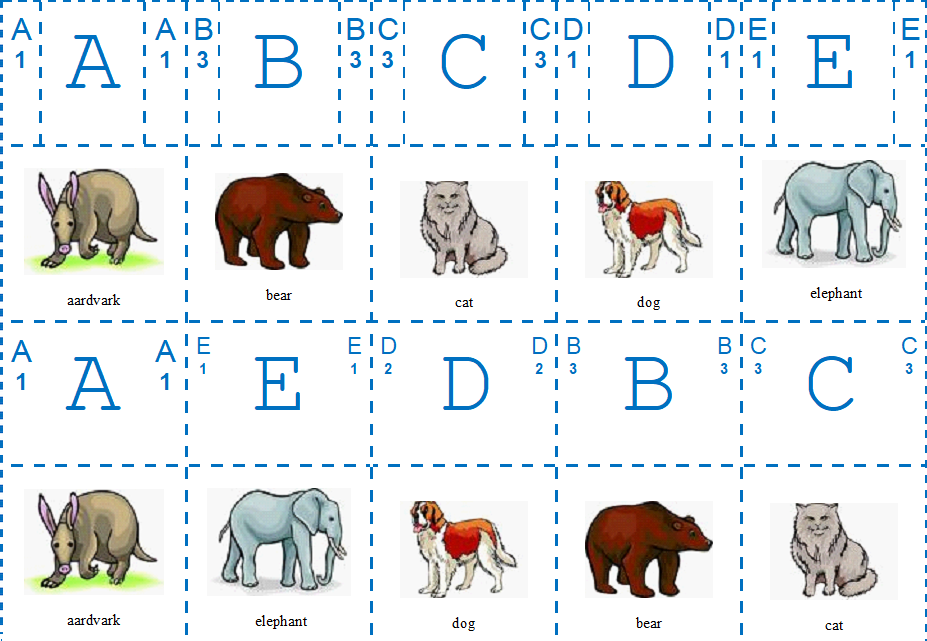 A A A B B B C C C D D D E E E
1 1 3 3 3 3 1 1 1 1
aardvark bear cat dog elephant
A A A E E E D D D B B B C C C
1 1 1 1 2 2 3 3 3 3
aardvark elephant dog bear cat